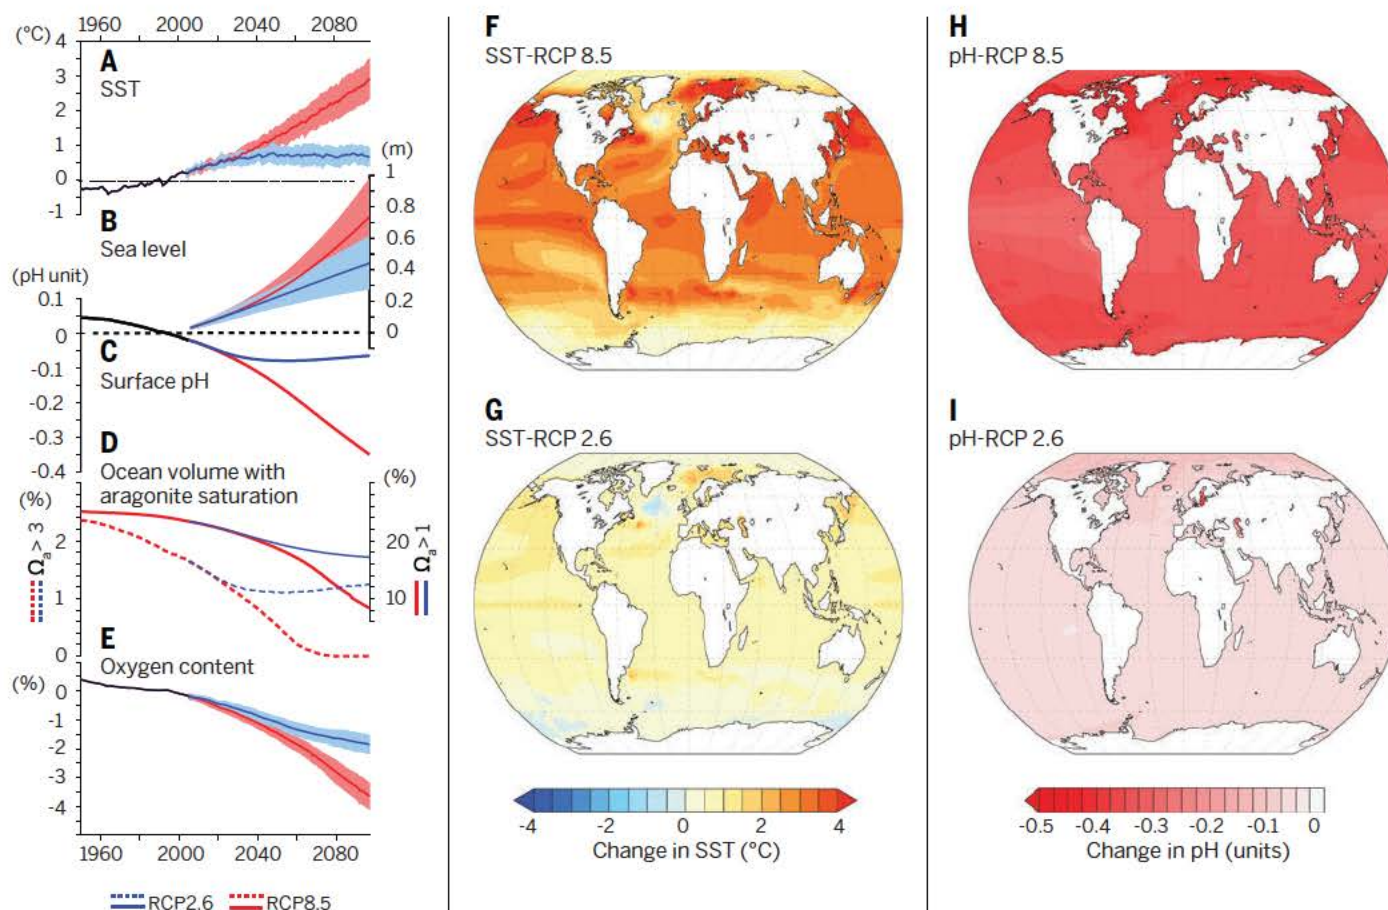 1960 2000 2040 2080
(°C)
4
3
2
1
0
-1
A
SST
(m)
1
0.8
0.6
0.4
0.2
0
B
Sea level
(pH unit)
0.1
0
-0.1
-0.2
-0.3
-0.4
C
Surface pH
D
Ocean volume with
aragonite saturation
(%)
2
1
0
Ωa > 3
(%)
20
10
Ωa > 1
E
Oxygen content
(%)
0
-1
-2
-3
-4
1960 2000 2040 2080
RCP2.6 RCP8.5
F
SST-RCP 8.5
G
SST-RCP 2.6
-4 -2 0 2 4
Change in SST (°C)
H
pH-RCP 8.5
I
pH-RCP 2.6
-0.5 -0.4 -0.3 -0.2 -0.1 0
Change in pH (units)